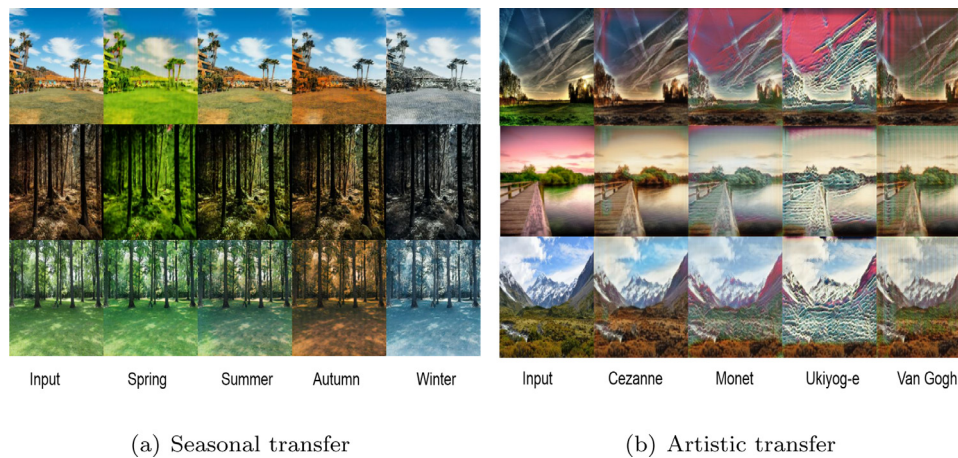 Input Spring Summer Autumn Winter
Input Cezanne Monet Ukiyog-e Van Gogh
(a) Seasonal transfer
(b) Artistic transfer